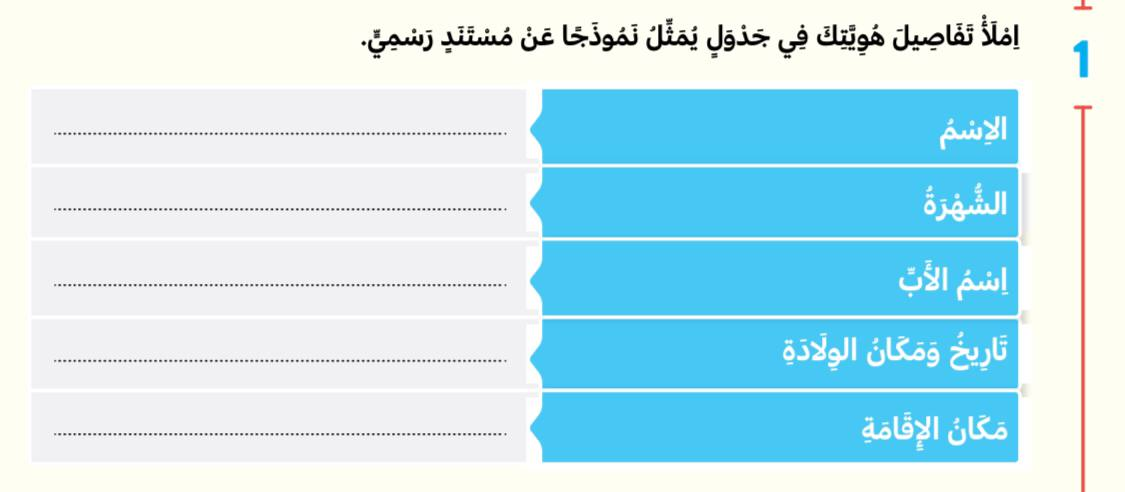 1
اِمْلَأْ تَفَاصِيلَ هُوِيَّتِكَ فِي جَدْوَلٍ يُمَثِّلُ نَمُوذَجًا عَنْ مُسْتَنَدٍ رَسْمِيٍّ.
الاِسْمُ
الشُّهْرَةُ
اِسْمُ الأَبِّ
تَارِيخُ وَمَكَانُ الوِلَادَةِ
مَكَانُ الإِقَامَةِ